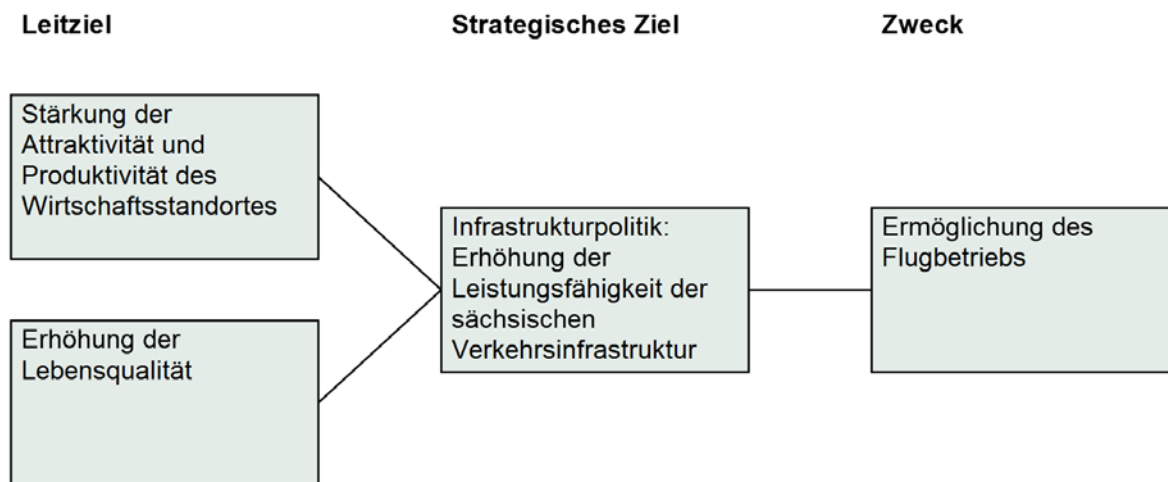 Leitziel
Strategisches Ziel
Zweck
Stärkung der
Attraktivität und
Produktivität des
Wirtschaftsstandortes
Erhöhung der
Lebensqualität
Infrastrukturpolitik:
Erhöhung der
Leistungsfähigkeit der
sächsischen
Verkehrsinfrastruktur
Ermöglichung des
Flugbetriebs